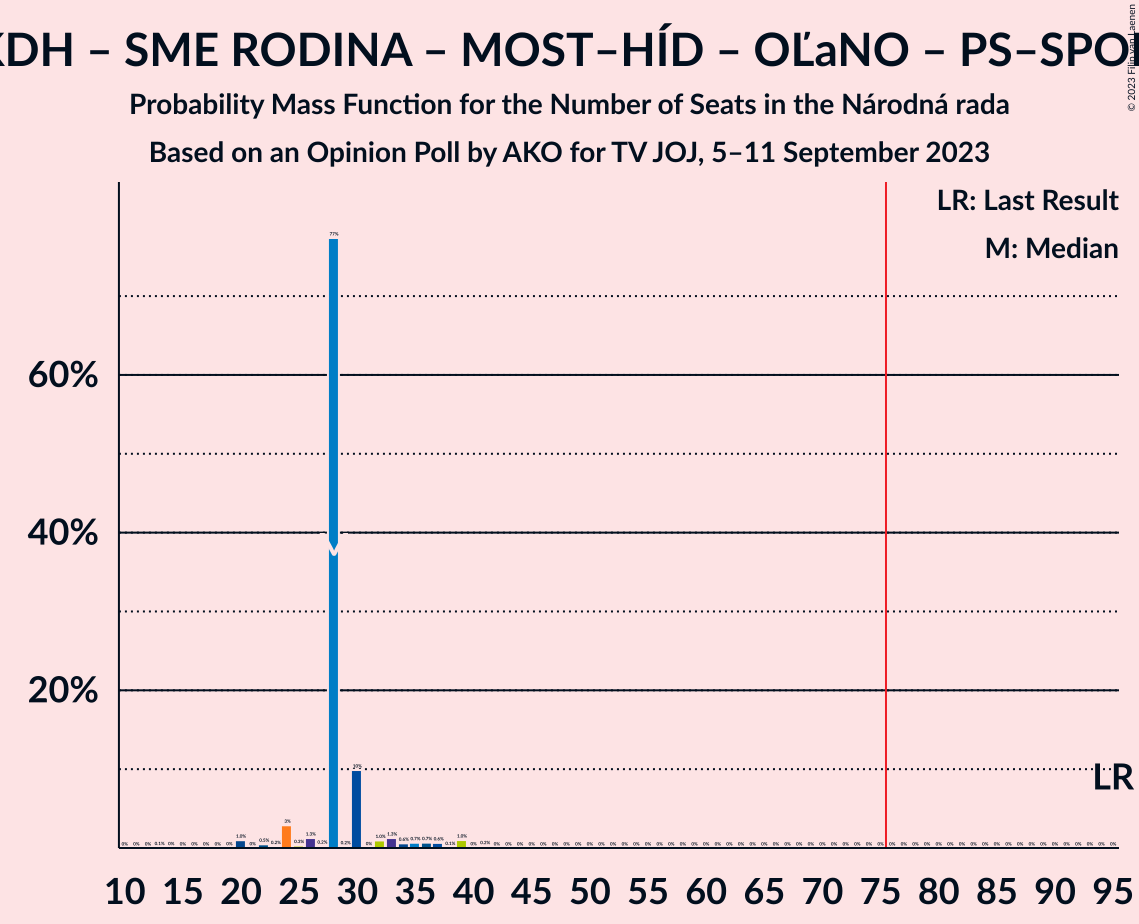 KDH – SME RODINA – MOST–HÍD – OĽaNO – PS–SPO
Probability Mass Function for the Number of Seats in the Národná rada
Based on an Opinion Poll by AKO for TV JOJ, 5–11 September 2023
© 2023 Filip van Laenen
LR: Last Result
M: Median
77%
60%
40%
20%
LR
10 15 20 25 30 35 40 45 50 55 60 65 70 75 80 85 90 95